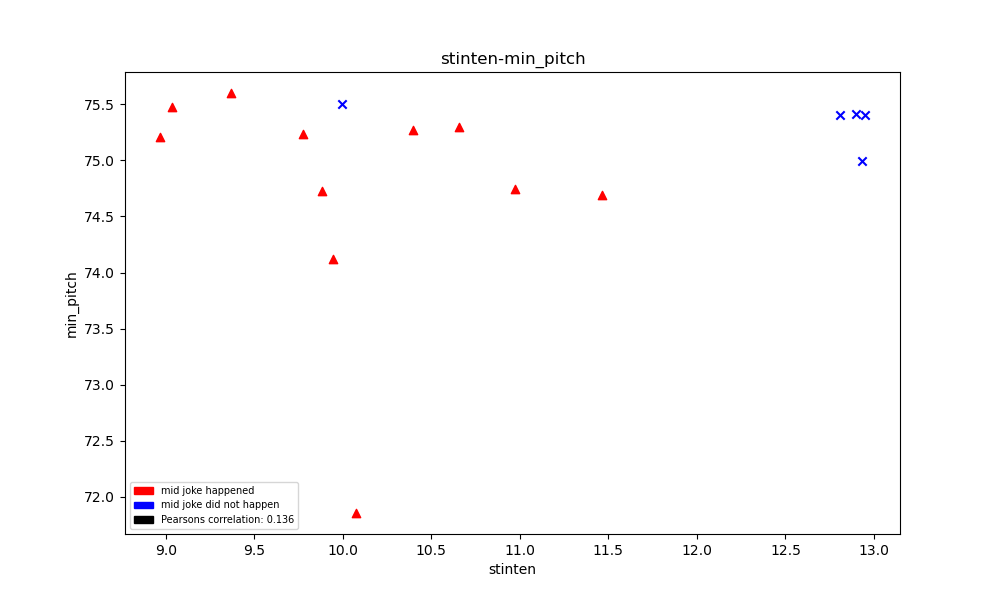 stinten-min_pitch
min_pitch
75.5
75.0
74.5
74.0
73.5
73.0
72.5
72.0
mid joke happened
mid joke did not happen
Pearsons correlation: 0.136
9.0 9.5 10.0 10.5 11.0 11.5 12.0 12.5 13.0
stinten